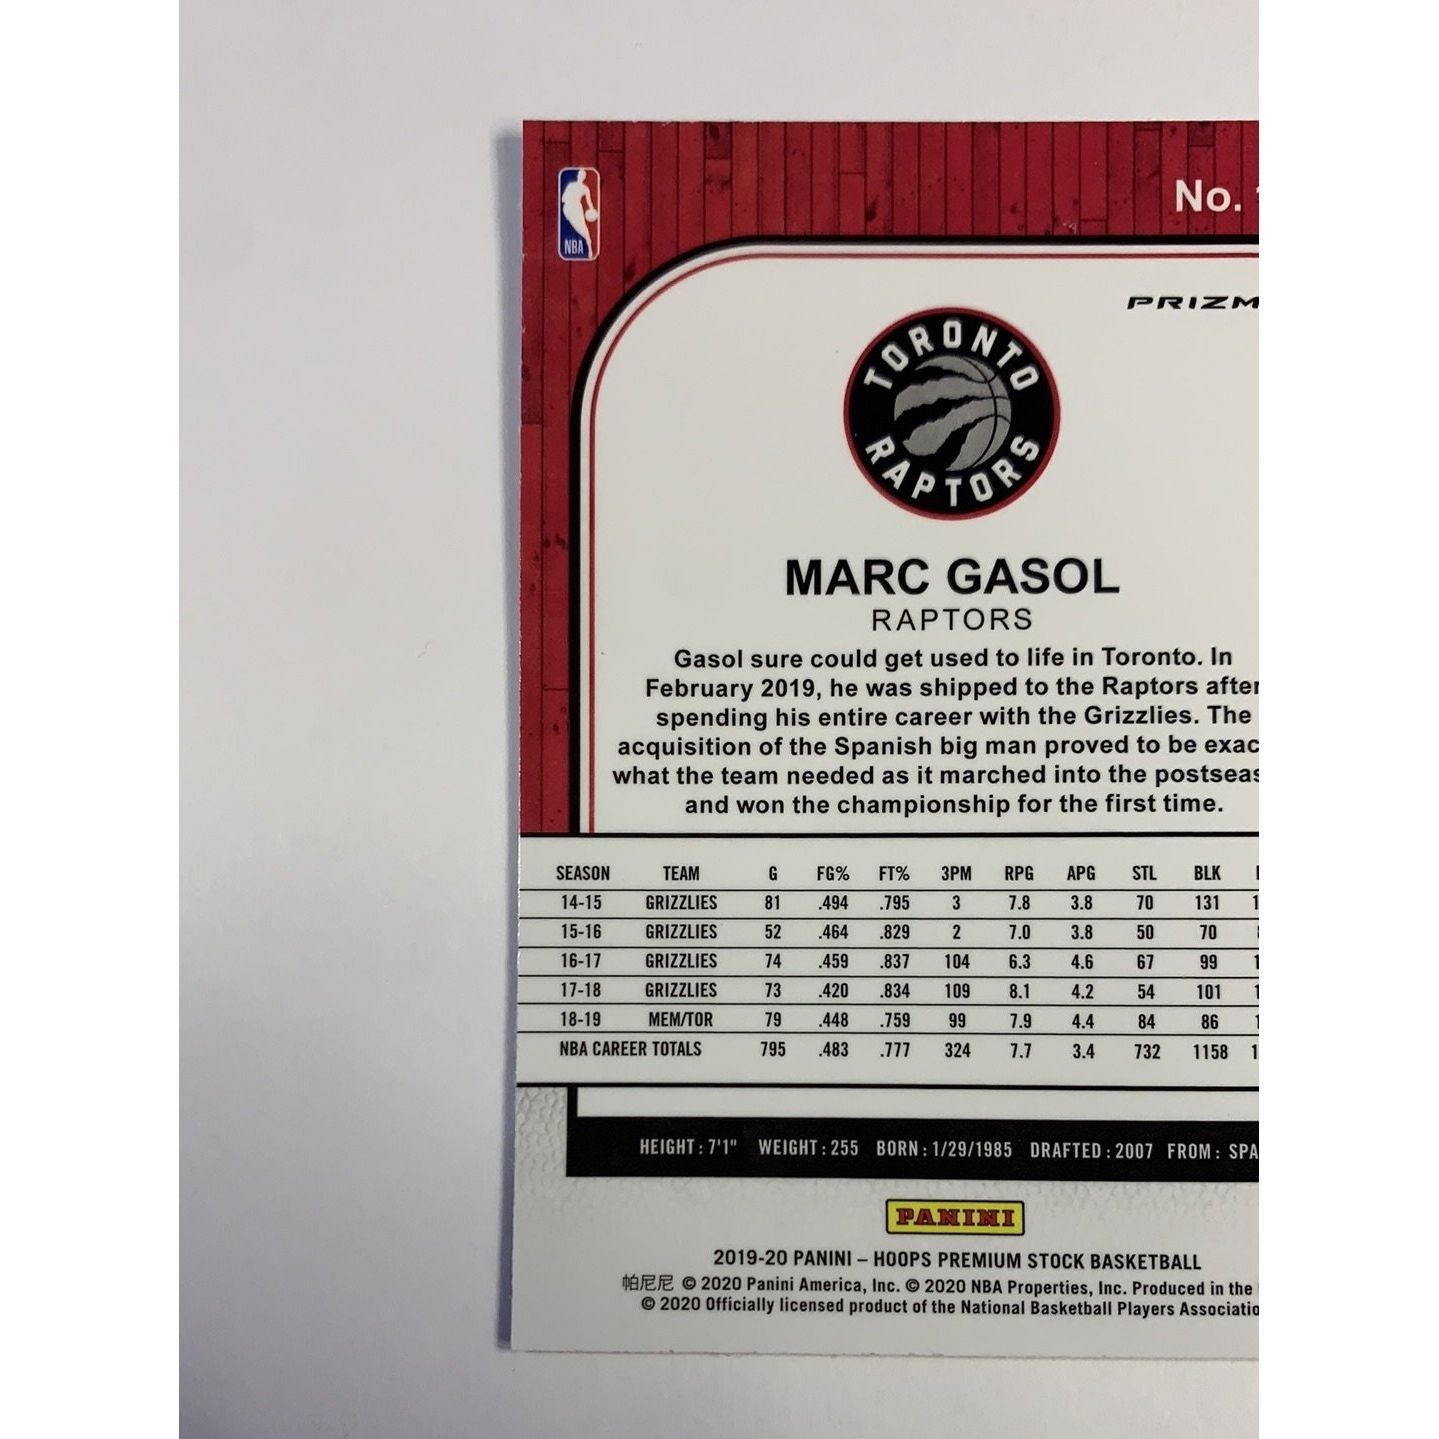 No.
NBA
PRIZM
TORONTO
RAPTORS
MARC GASOL
RAPTORS
Gasol sure could get used to life in Toronto. In
February 2019, he was shipped to the Raptors after
spending his entire career with the Grizzlies. The
acquisition of the Spanish big man proved to be exac
what the team needed as it marched into the postseas
and won the championship for the first time.
SEASON TEAM G FG% FT% 3PM RPG APG STL BLK
14-15 GRIZZLIES 81 .494 .795 3 7.8 3.8 70 131
15-16 GRIZZLIES 52 .464 .829 2 7.0 3.8 50 70
16-17 GRIZZLIES 74 .459 .837 104 6.3 4.6 67 99
17-18 GRIZZLIES 73 .420 .834 109 8.1 4.2 54 101
18-19 MEM/TOR 79 .448 .759 99 7.9 4.4 84 86
NBA CAREER TOTALS 795 .483 .777 324 7.7 3.4 732 1158
HEIGHT: 7'1" WEIGHT: 255 BORN: 1/29/1985 DRAFTED: 2007 FROM: SPA
PANINI
2019-20 PANINI – HOOPS PREMIUM STOCK BASKETBALL
帕尼尼 © 2020 Panini America, Inc. © 2020 NBA Properties, Inc. Produced in the
© 2020 Officially licensed product of the National Basketball Players Associatio